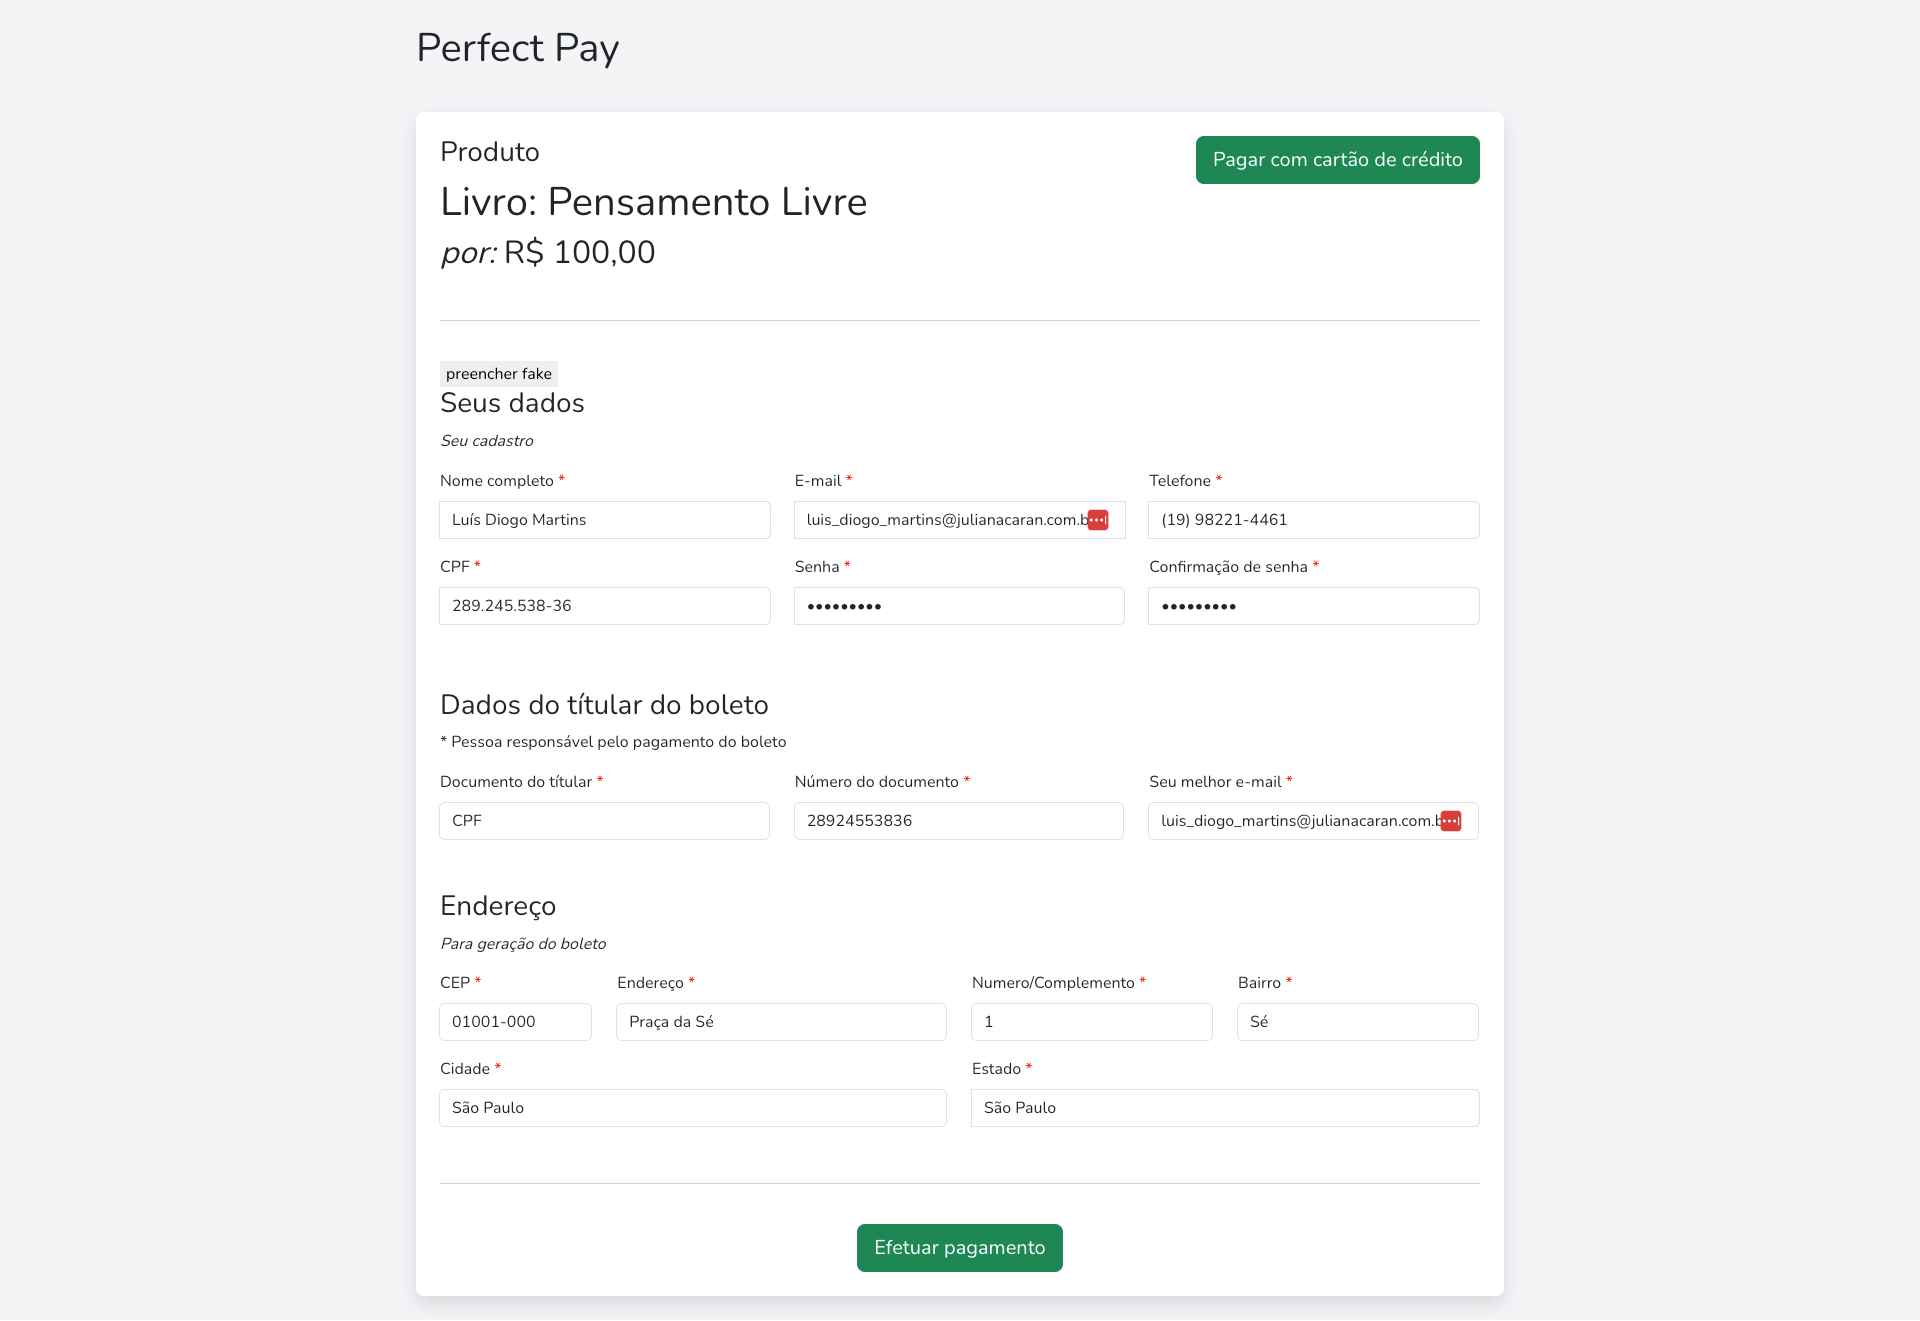 Perfect Pay
Produto
Pagar com cartão de crédito
Livro: Pensamento Livre
por: R$ 100,00
preencher fake
Seus dados
Seu cadastro
Nome completo * E-mail * Telefone *
Luís Diogo Martins luis_diogo_martins@julianacaran.com.b (19) 98221-4461
CPF * Senha * Confirmação de senha *
289.245.538-36 ••••••••• •••••••••
Dados do títular do boleto
* Pessoa responsável pelo pagamento do boleto
Documento do títular * Número do documento * Seu melhor e-mail *
CPF 28924553836 luis_diogo_martins@julianacaran.com.b
Endereço
Para geração do boleto
CEP * Endereço * Numero/Complemento * Bairro *
01001-000 Praça da Sé 1 Sé
Cidade * Estado *
São Paulo São Paulo
Efetuar pagamento